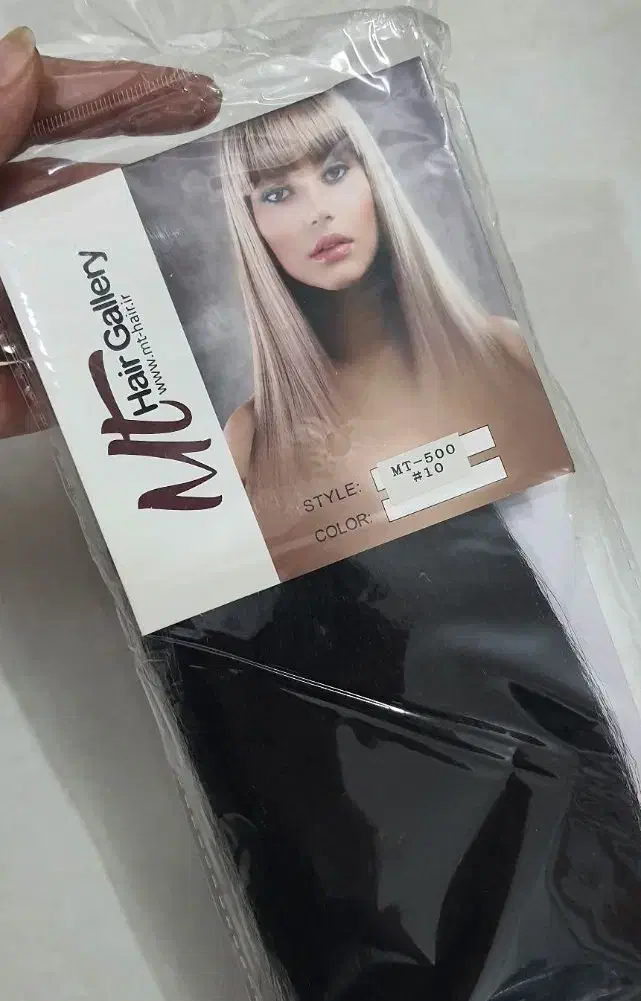 Mt
Hair Gallery
www.mt-hair.ir
STYLE: MT-500
COLOR: #10